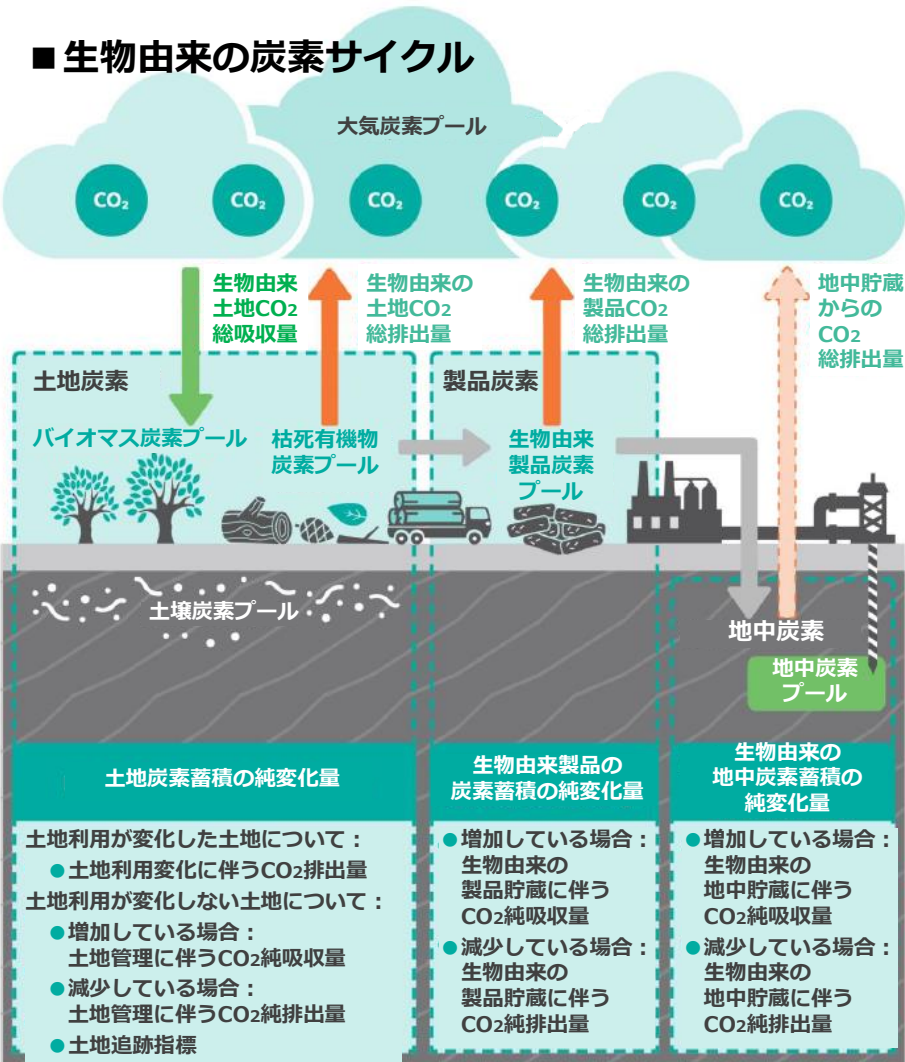 ■生物由来の炭素サイクル
大気炭素プール
CO₂
CO₂
CO₂
CO₂
CO₂
CO₂
生物由来
土地CO₂
総吸収量
生物由来の
土地CO₂
総排出量
生物由来の
製品CO₂
総排出量
地中貯蔵
からの
CO₂
総排出量
土地炭素
製品炭素
バイオマス炭素プール
枯死有機物
炭素プール
生物由来
製品炭素
プール
土壌炭素プール
地中炭素
地中炭素
プール
土地炭素蓄積の純変化量
土地利用が変化した土地について：
●土地利用変化に伴うCO₂排出量
土地利用が変化しない土地について：
●増加している場合：
土地管理に伴うCO₂純吸収量
●減少している場合：
土地管理に伴うCO₂純排出量
●土地追跡指標
生物由来製品の
炭素蓄積の純変化量
●増加している場合：
生物由来の
製品貯蔵に伴う
CO₂純吸収量
●減少している場合：
生物由来の
製品貯蔵に伴う
CO₂純排出量
生物由来の
地中炭素蓄積の
純変化量
●増加している場合：
生物由来の
地中貯蔵に伴う
CO₂純吸収量
●減少している場合：
生物由来の
地中貯蔵に伴う
CO₂純排出量